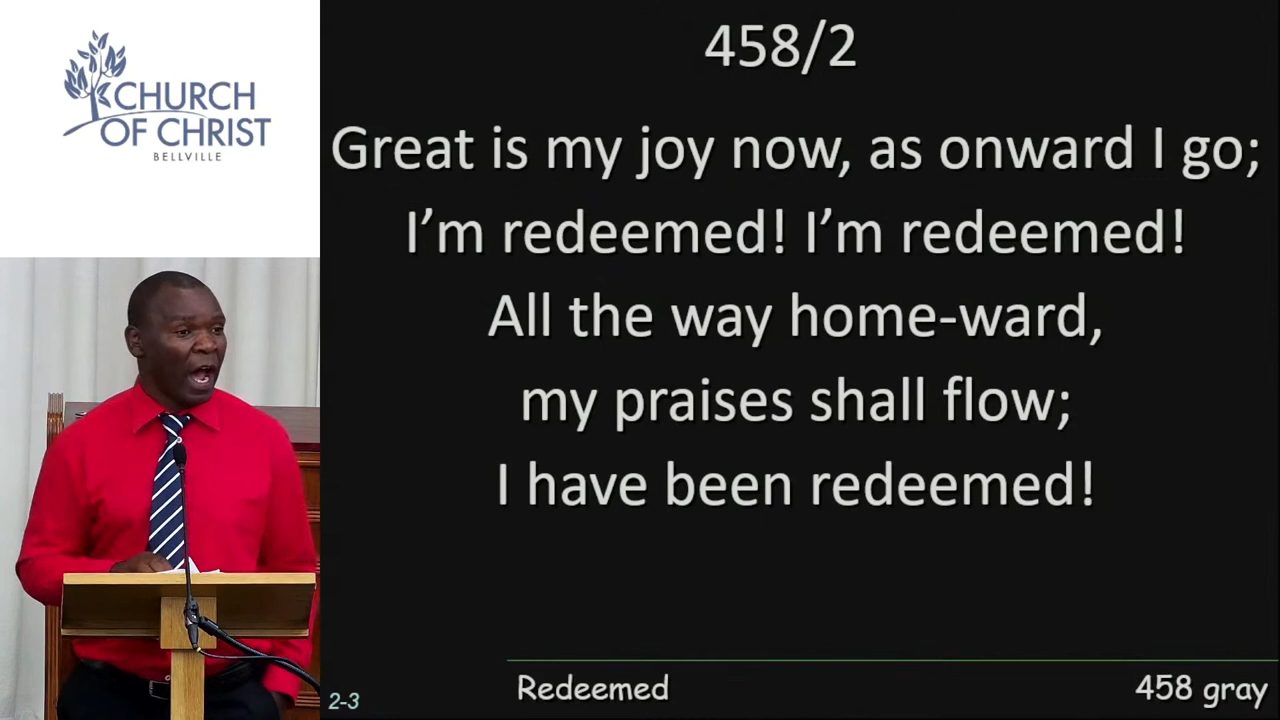 CHURCH
OF CHRIST
BELLVILLE
458/2
Great is my joy now, as onward I go;
I’m redeemed! I’m redeemed!
All the way home-ward,
my praises shall flow;
I have been redeemed!
2-3
Redeemed
458 gray